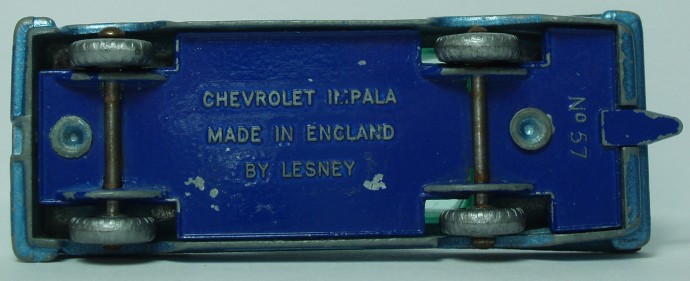 CHEVROLET IMPALA
MADE IN ENGLAND
BY LESNEY
Nº 57